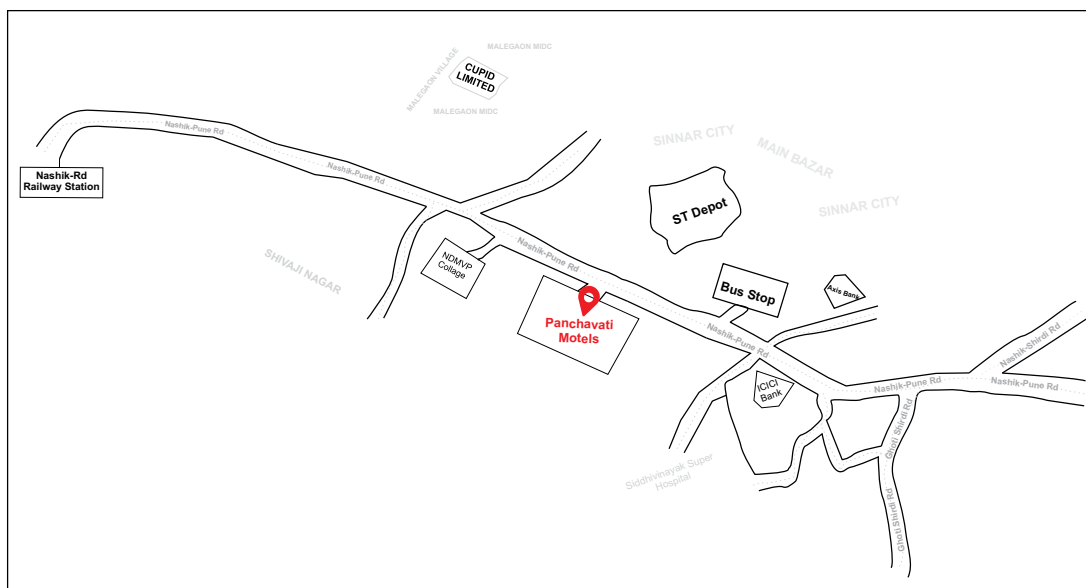 MALEGAON MIDC
MALEGAON VILLAGE
CUPID
LIMITED
MALEGAON MIDC
Nashik-Pune Rd
SINNAR CITY
MAIN BAZAR
Nashik-Rd
Railway Station
Nashik-Pune Rd
ST Depot
SINNAR CITY
SHIVAJI NAGAR
NDMVP
Collage
Nashik-Pune Rd
Bus Stop
Axis Bank
Panchavati
Motels
Nashik-Pune Rd
Nashik-Shirdi Rd
ICICI
Bank
Nashik-Pune Rd
Nashik-Pune Rd
Ghoti Shirdi Rd
Siddhivinayak Super
Hospital
Ghoti Shirdi Rd